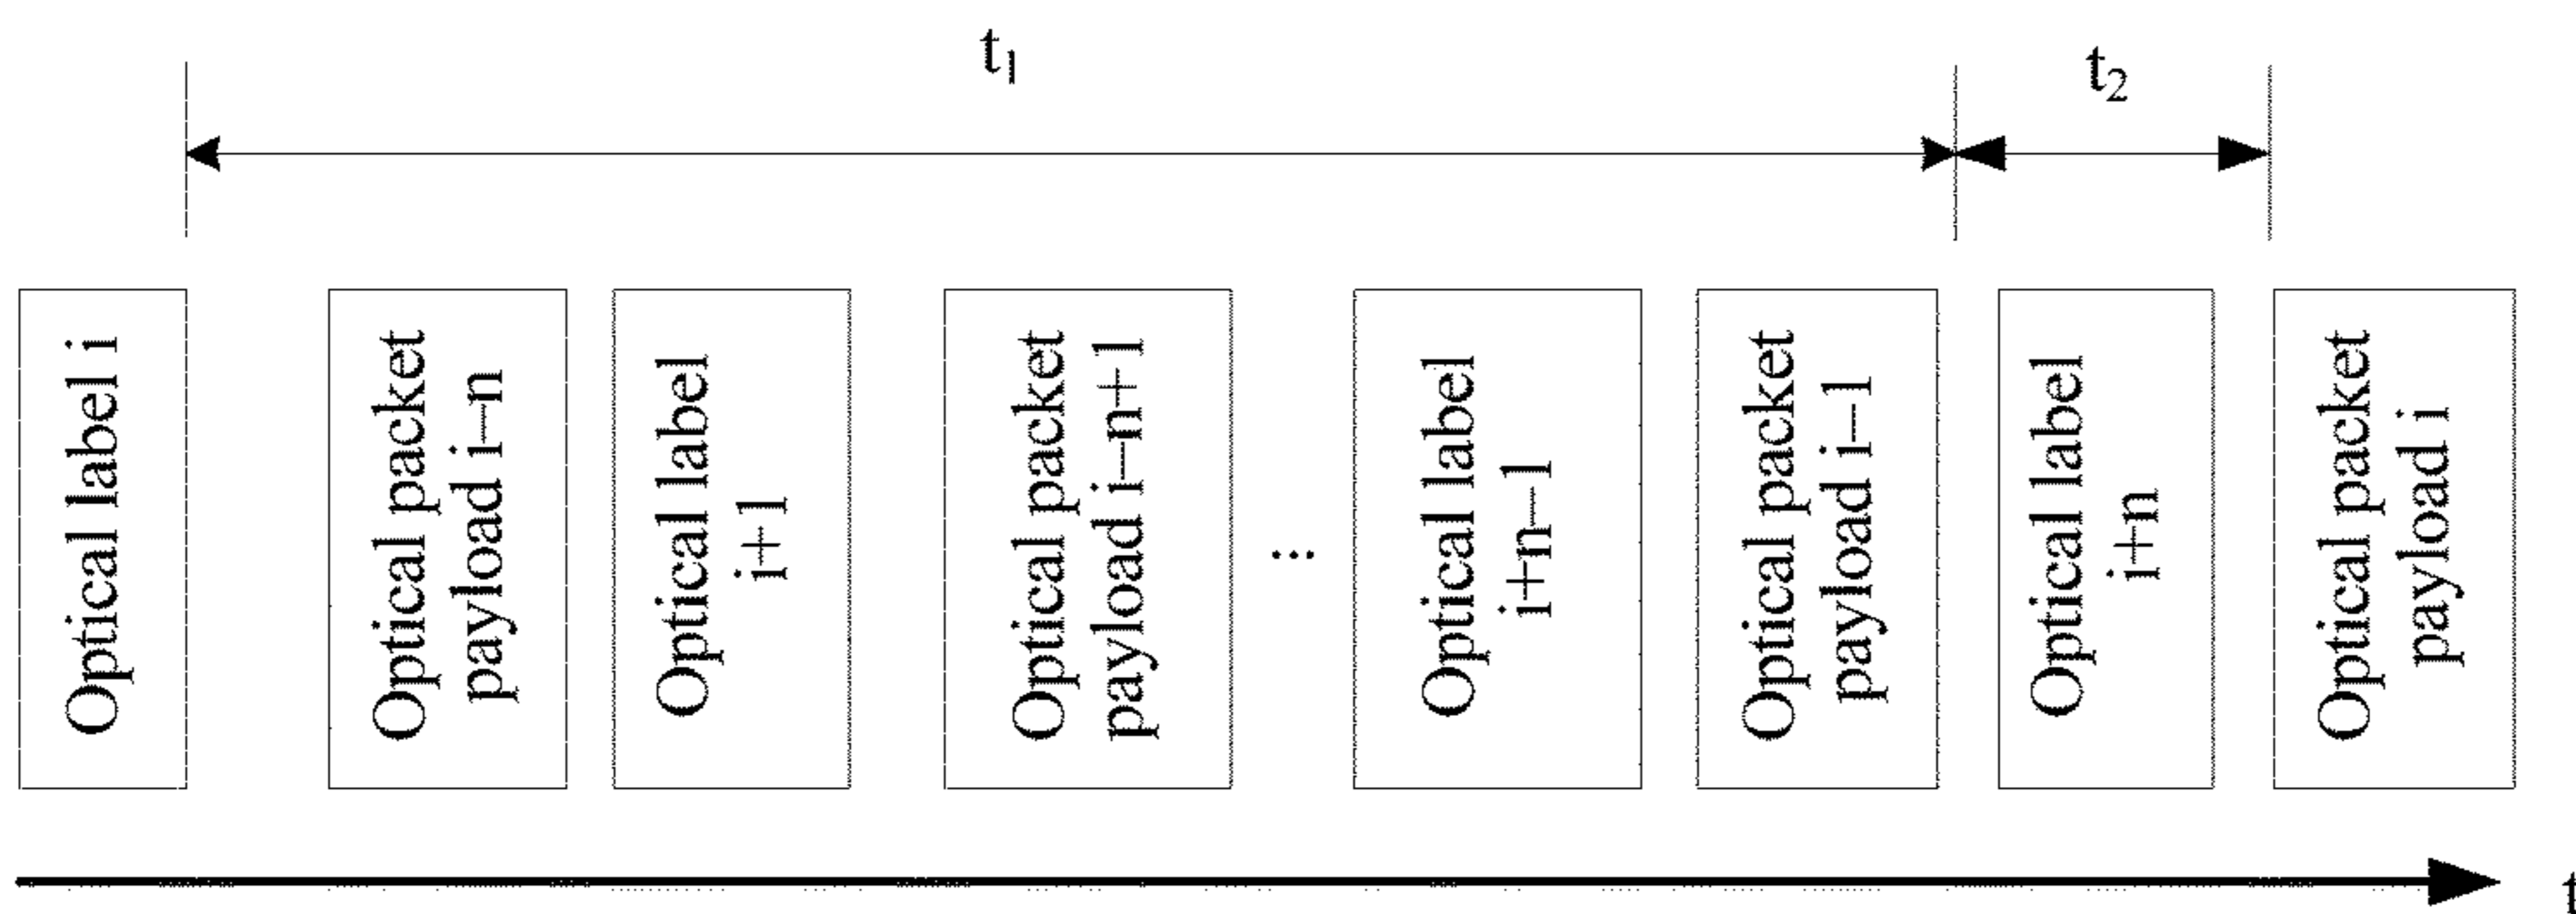 t₁
t₂
Optical label i
Optical packet
payload i–n
Optical label
i+1
Optical packet
payload i–n+1
...
Optical label
i+n–1
Optical packet
payload i–1
Optical label
i+n
Optical packet
payload i
t